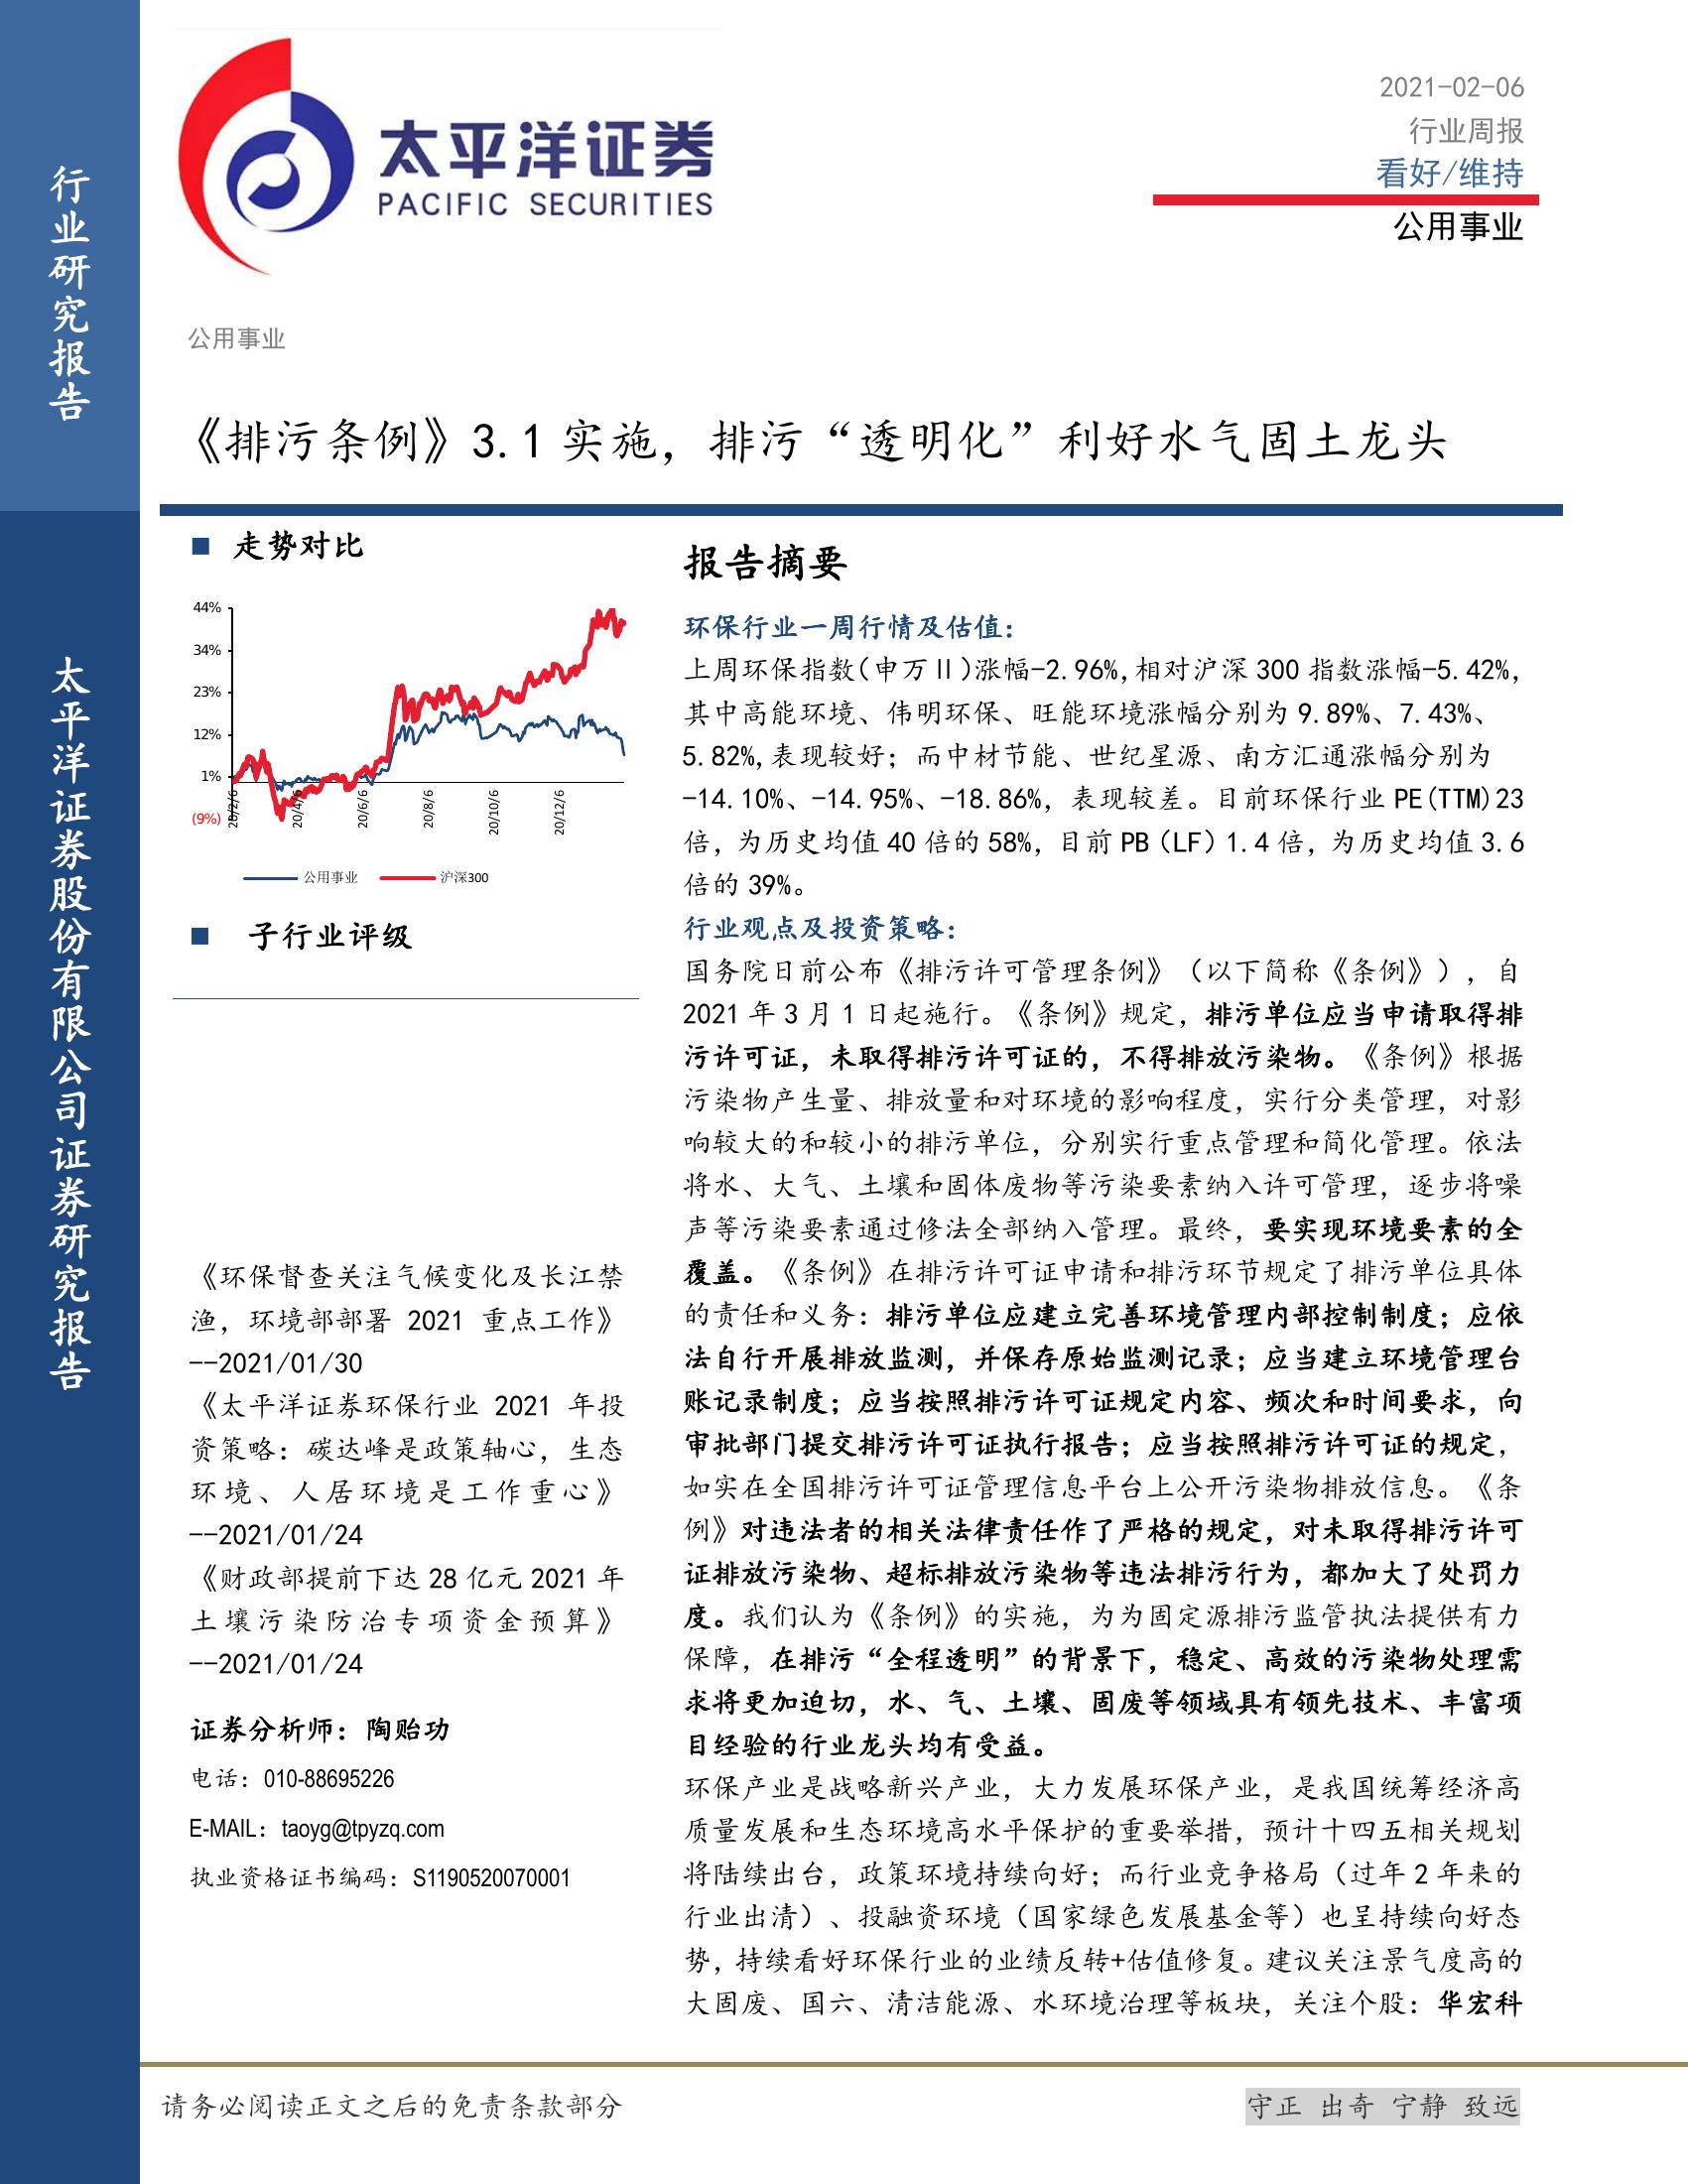 行业研究报告
太平洋证券股份有限公司证券研究报告
太平洋证券
PACIFIC SECURITIES
2021-02-06
行业周报
看好/维持
公用事业
公用事业
《排污条例》3.1 实施，排污“透明化”利好水气固土龙头
■ 走势对比
44%
34%
23%
12%
1%
(9%)
20/2/6
20/4/6
20/6/6
20/8/6
20/10/6
20/12/6
公用事业 沪深300
■ 子行业评级
《环保督查关注气候变化及长江禁
渔，环境部部署 2021 重点工作》
--2021/01/30
《太平洋证券环保行业 2021 年投
资策略：碳达峰是政策轴心，生态
环境、人居环境是工作重心》
--2021/01/24
《财政部提前下达 28 亿元 2021 年
土壤污染防治专项资金预算》
--2021/01/24
证券分析师：陶贻功
电话：010-88695226
E-MAIL：taoyg@tpyzq.com
执业资格证书编码：S1190520070001
报告摘要
环保行业一周行情及估值：
上周环保指数(申万Ⅱ)涨幅-2.96%,相对沪深 300 指数涨幅-5.42%,
其中高能环境、伟明环保、旺能环境涨幅分别为 9.89%、7.43%、
5.82%,表现较好；而中材节能、世纪星源、南方汇通涨幅分别为
-14.10%、-14.95%、-18.86%，表现较差。目前环保行业 PE(TTM)23
倍，为历史均值 40 倍的 58%，目前 PB（LF）1.4 倍，为历史均值 3.6
倍的 39%。
行业观点及投资策略：
国务院日前公布《排污许可管理条例》（以下简称《条例》），自
2021 年 3 月 1 日起施行。《条例》规定，排污单位应当申请取得排
污许可证，未取得排污许可证的，不得排放污染物。《条例》根据
污染物产生量、排放量和对环境的影响程度，实行分类管理，对影
响较大的和较小的排污单位，分别实行重点管理和简化管理。依法
将水、大气、土壤和固体废物等污染要素纳入许可管理，逐步将噪
声等污染要素通过修法全部纳入管理。最终，要实现环境要素的全
覆盖。《条例》在排污许可证申请和排污环节规定了排污单位具体
的责任和义务：排污单位应建立完善环境管理内部控制制度；应依
法自行开展排放监测，并保存原始监测记录；应当建立环境管理台
账记录制度；应当按照排污许可证规定内容、频次和时间要求，向
审批部门提交排污许可证执行报告；应当按照排污许可证的规定，
如实在全国排污许可证管理信息平台上公开污染物排放信息。《条
例》对违法者的相关法律责任作了严格的规定，对未取得排污许可
证排放污染物、超标排放污染物等违法排污行为，都加大了处罚力
度。我们认为《条例》的实施，为为固定源排污监管执法提供有力
保障，在排污“全程透明”的背景下，稳定、高效的污染物处理需
求将更加迫切，水、气、土壤、固废等领域具有领先技术、丰富项
目经验的行业龙头均有受益。
环保产业是战略新兴产业，大力发展环保产业，是我国统筹经济高
质量发展和生态环境高水平保护的重要举措，预计十四五相关规划
将陆续出台，政策环境持续向好；而行业竞争格局（过年 2 年来的
行业出清）、投融资环境（国家绿色发展基金等）也呈持续向好态
势，持续看好环保行业的业绩反转+估值修复。建议关注景气度高的
大固废、国六、清洁能源、水环境治理等板块，关注个股：华宏科
请务必阅读正文之后的免责条款部分
守正 出奇 宁静 致远